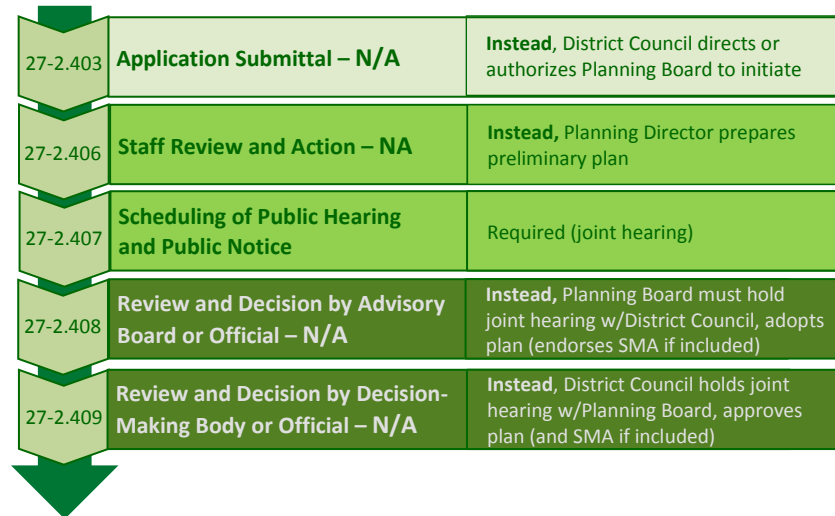 27-2.403
Application Submittal – N/A
Instead, District Council directs or
authorizes Planning Board to initiate
27-2.406
Staff Review and Action – NA
Instead, Planning Director prepares
preliminary plan
27-2.407
Scheduling of Public Hearing
and Public Notice
Required (joint hearing)
27-2.408
Review and Decision by Advisory
Board or Official – N/A
Instead, Planning Board must hold
joint hearing w/District Council, adopts
plan (endorses SMA if included)
27-2.409
Review and Decision by Decision-
Making Body or Official – N/A
Instead, District Council holds joint
hearing w/Planning Board, approves
plan (and SMA if included)